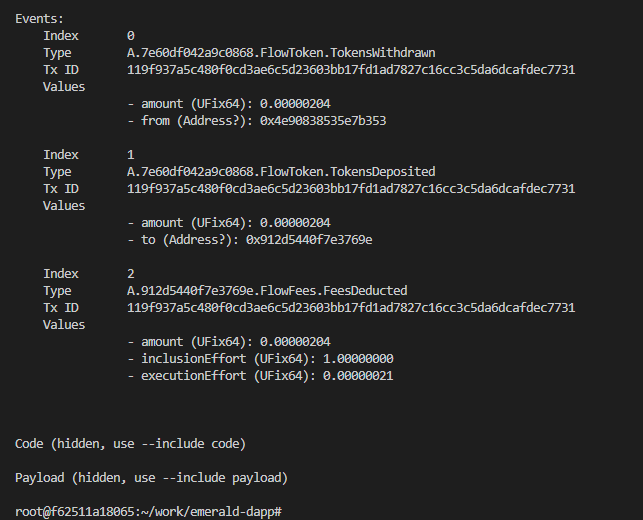 Events:
Index 0
Type A.7e60df042a9c0868.FlowToken.TokensWithdrawn
Tx ID 119f937a5c480f0cd3ae6c5d23603bb17fd1ad7827c16cc3c5da6dcafdec7731
Values
- amount (UFix64): 0.00000204
- from (Address?): 0x4e90838535e7b353
Index 1
Type A.7e60df042a9c0868.FlowToken.TokensDeposited
Tx ID 119f937a5c480f0cd3ae6c5d23603bb17fd1ad7827c16cc3c5da6dcafdec7731
Values
- amount (UFix64): 0.00000204
- to (Address?): 0x912d5440f7e3769e
Index 2
Type A.912d5440f7e3769e.FlowFees.FeesDeducted
Tx ID 119f937a5c480f0cd3ae6c5d23603bb17fd1ad7827c16cc3c5da6dcafdec7731
Values
- amount (UFix64): 0.00000204
- inclusionEffort (UFix64): 1.00000000
- executionEffort (UFix64): 0.00000021
Code (hidden, use --include code)
Payload (hidden, use --include payload)
root@f62511a18065:~/work/emerald-dapp#